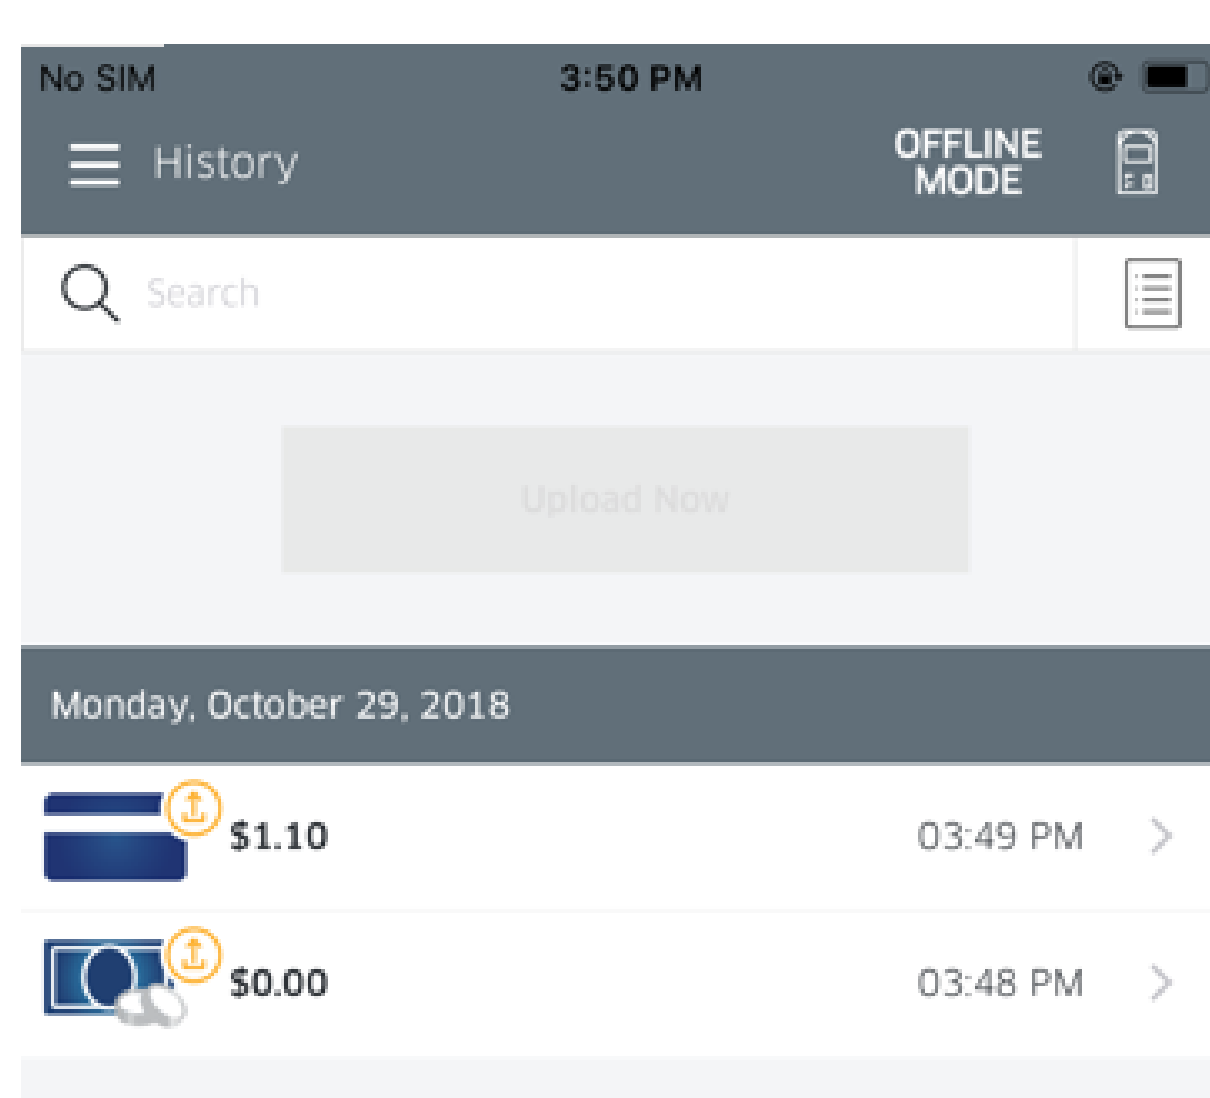 No SIM 3:50 PM
History
OFFLINE
MODE
Search
Upload Now
Monday, October 29, 2018
$1.10 03:49 PM
$0.00 03:48 PM